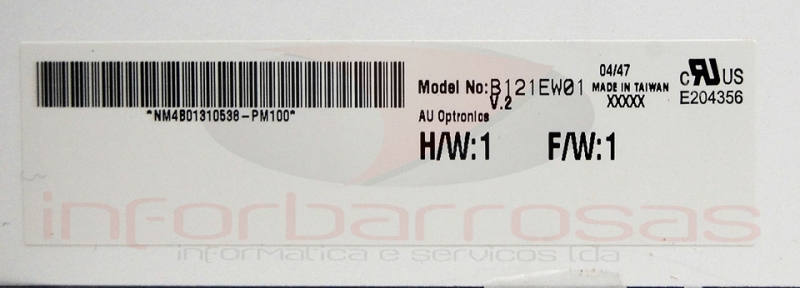 *NM4B01310538-PM100*
Model No:B121EW01
V.2
AU Optronics
H/W:1 F/W:1
04/47
MADE IN TAIWAN
XXXXX
c RU US
E204356
inforbarrosas
informatica e servicos lda